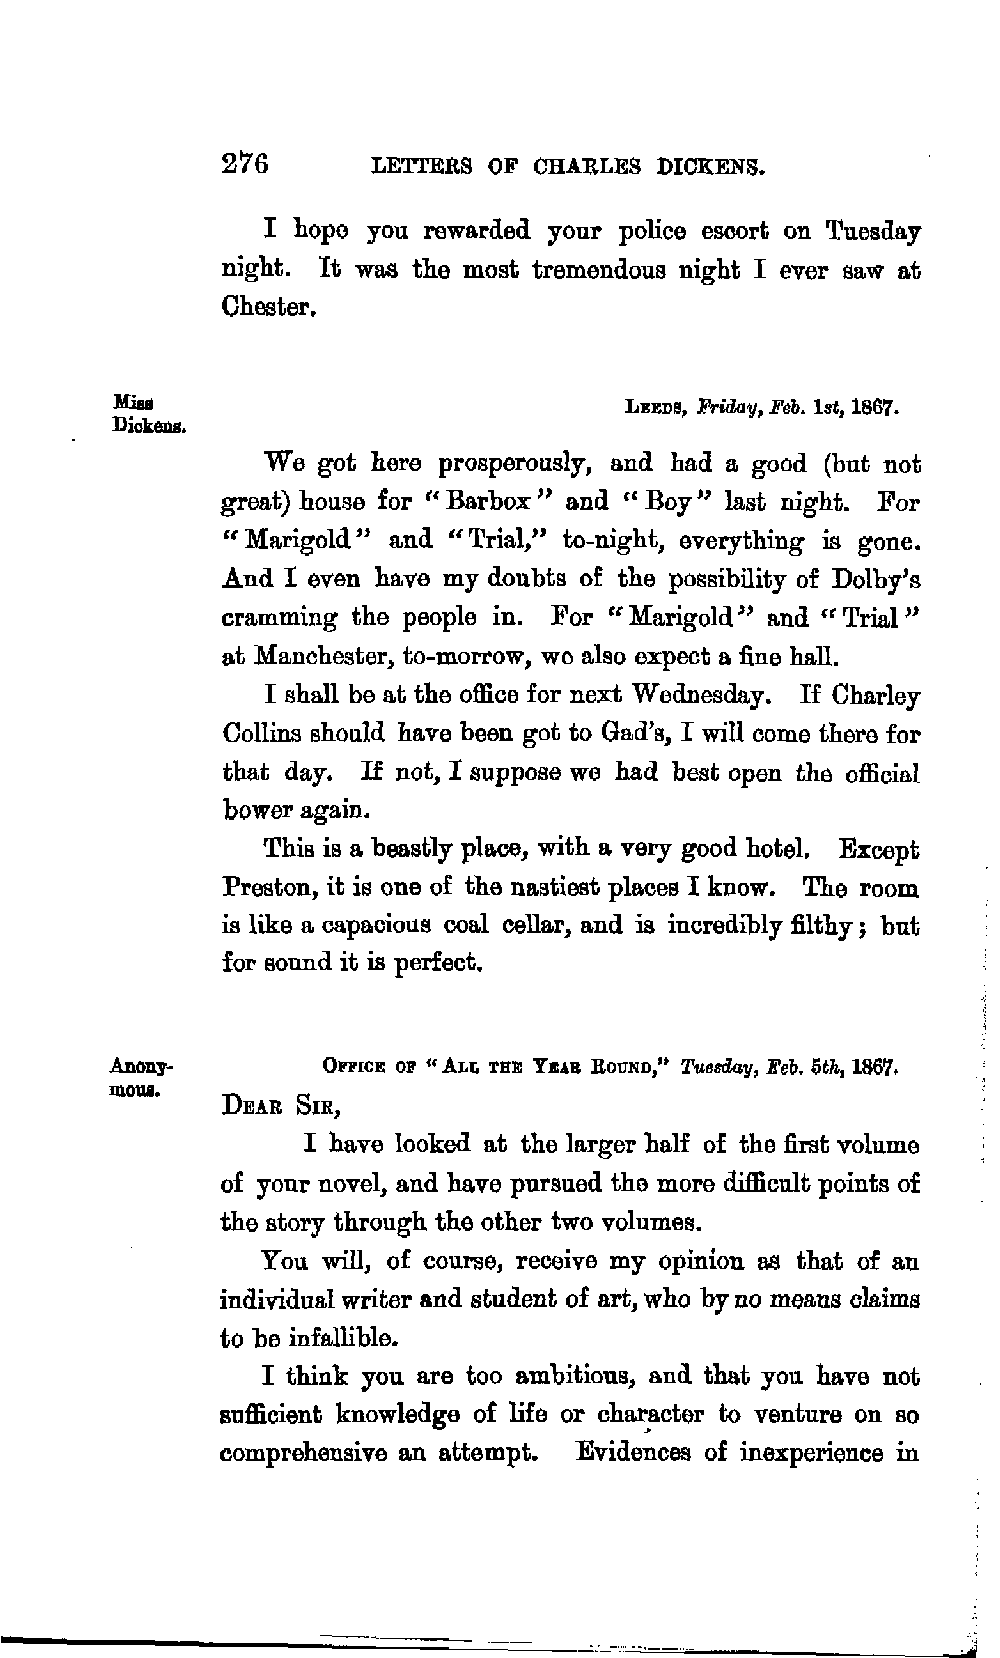 276 LETTERS OF CHARLES DICKENS.
I hope you rewarded your police escort on Tuesday
night. It was the most tremendous night I ever saw at
Chester.
Miss
Dickens.
LEEDS, Friday, Feb. 1st, 1867.
We got here prosperously, and had a good (but not
great) house for "Barbox" and "Boy" last night. For
"Marigold" and "Trial," to-night, everything is gone.
And I even have my doubts of the possibility of Dolby's
cramming the people in. For "Marigold" and "Trial"
at Manchester, to-morrow, we also expect a fine hall.
I shall be at the office for next Wednesday. If Charley
Collins should have been got to Gad's, I will come there for
that day. If not, I suppose we had best open the official
bower again.
This is a beastly place, with a very good hotel. Except
Preston, it is one of the nastiest places I know. The room
is like a capacious coal cellar, and is incredibly filthy; but
for sound it is perfect.
Anony-
mous.
OFFICE OF "ALL THE YEAR ROUND," Tuesday, Feb. 5th, 1867.
DEAR SIR,
I have looked at the larger half of the first volume
of your novel, and have pursued the more difficult points of
the story through the other two volumes.
You will, of course, receive my opinion as that of an
individual writer and student of art, who by no means claims
to be infallible.
I think you are too ambitious, and that you have not
sufficient knowledge of life or character to venture on so
comprehensive an attempt. Evidences of inexperience in